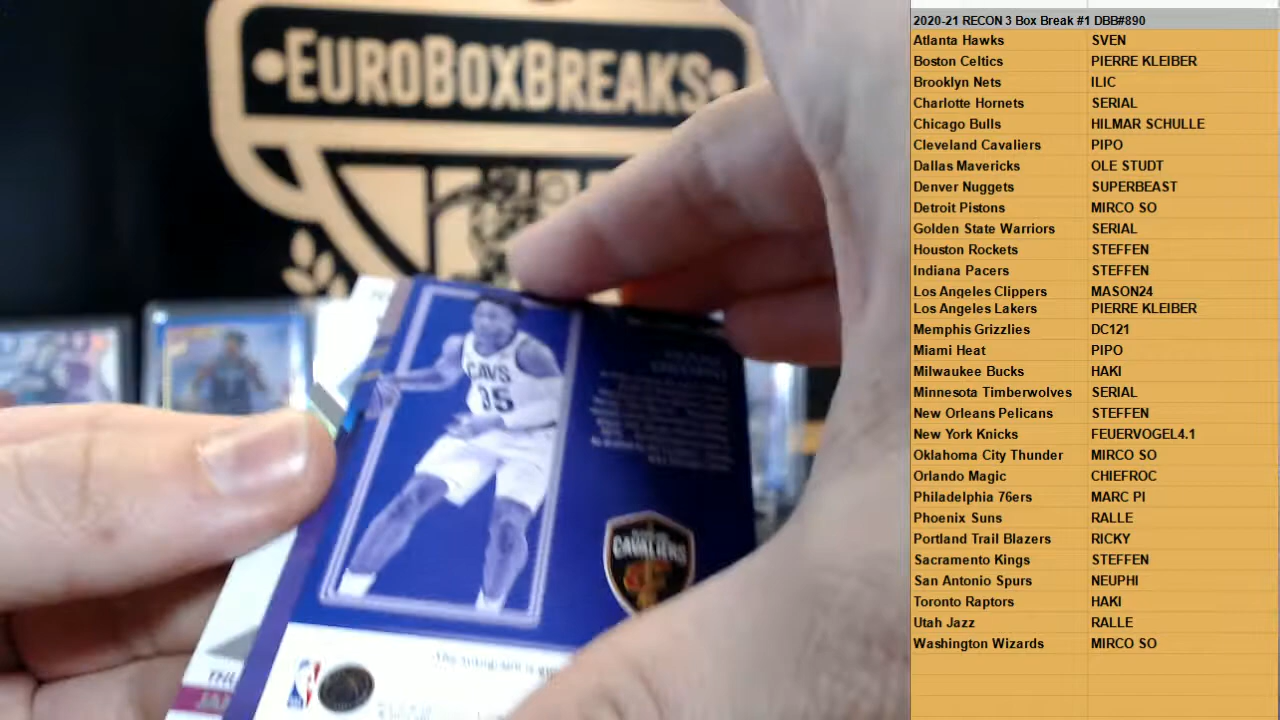 EUROBOXBREAKS
CAVS
35
CAVALIERS
2020-21 RECON 3 Box Break #1 DBB#890
Atlanta Hawks SVEN
Boston Celtics PIERRE KLEIBER
Brooklyn Nets ILIC
Charlotte Hornets SERIAL
Chicago Bulls HILMAR SCHULLE
Cleveland Cavaliers PIPO
Dallas Mavericks OLE STUDT
Denver Nuggets SUPERBEAST
Detroit Pistons MIRCO SO
Golden State Warriors SERIAL
Houston Rockets STEFFEN
Indiana Pacers STEFFEN
Los Angeles Clippers MASON24
Los Angeles Lakers PIERRE KLEIBER
Memphis Grizzlies DC121
Miami Heat PIPO
Milwaukee Bucks HAKI
Minnesota Timberwolves SERIAL
New Orleans Pelicans STEFFEN
New York Knicks FEUERVOGEL4.1
Oklahoma City Thunder MIRCO SO
Orlando Magic CHIEFROC
Philadelphia 76ers MARC PI
Phoenix Suns RALLE
Portland Trail Blazers RICKY
Sacramento Kings STEFFEN
San Antonio Spurs NEUPHI
Toronto Raptors HAKI
Utah Jazz RALLE
Washington Wizards MIRCO SO